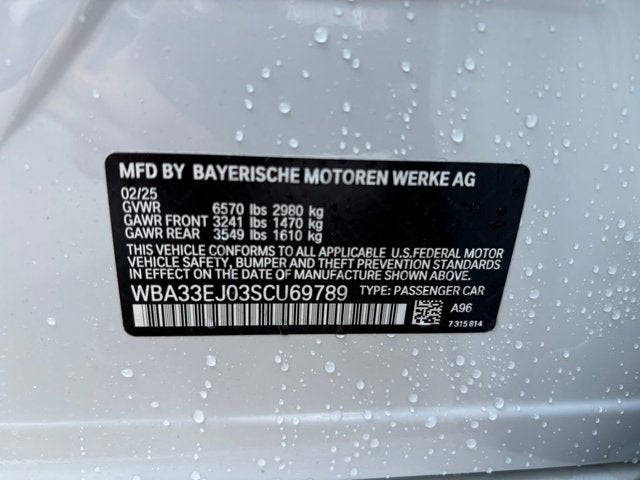 MFD BY BAYERISCHE MOTOREN WERKE AG
02/25
GVWR 6570 lbs 2980 kg
GAWR FRONT 3241 lbs 1470 kg
GAWR REAR 3549 lbs 1610 kg
THIS VEHICLE CONFORMS TO ALL APPLICABLE U.S.FEDERAL MOTOR
VEHICLE SAFETY, BUMPER AND THEFT PREVENTION STANDARDS
IN EFFECT ON THE DATE OF MANUFACTURE SHOWN ABOVE.
WBA33EJ03SCU69789 TYPE: PASSENGER CAR
A96
7315814